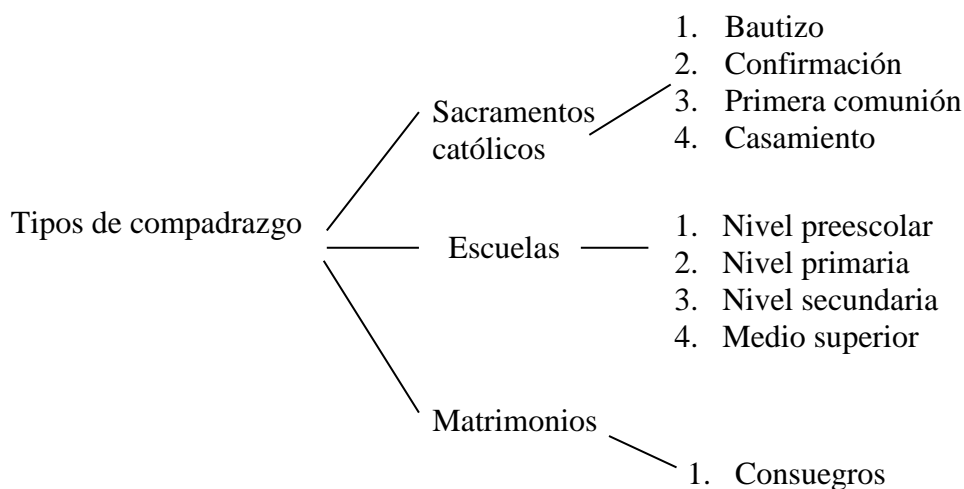 Tipos de compadrazgo
Sacramentos
católicos
1. Bautizo
2. Confirmación
3. Primera comunión
4. Casamiento
Escuelas
1. Nivel preescolar
2. Nivel primaria
3. Nivel secundaria
4. Medio superior
Matrimonios
1. Consuegros